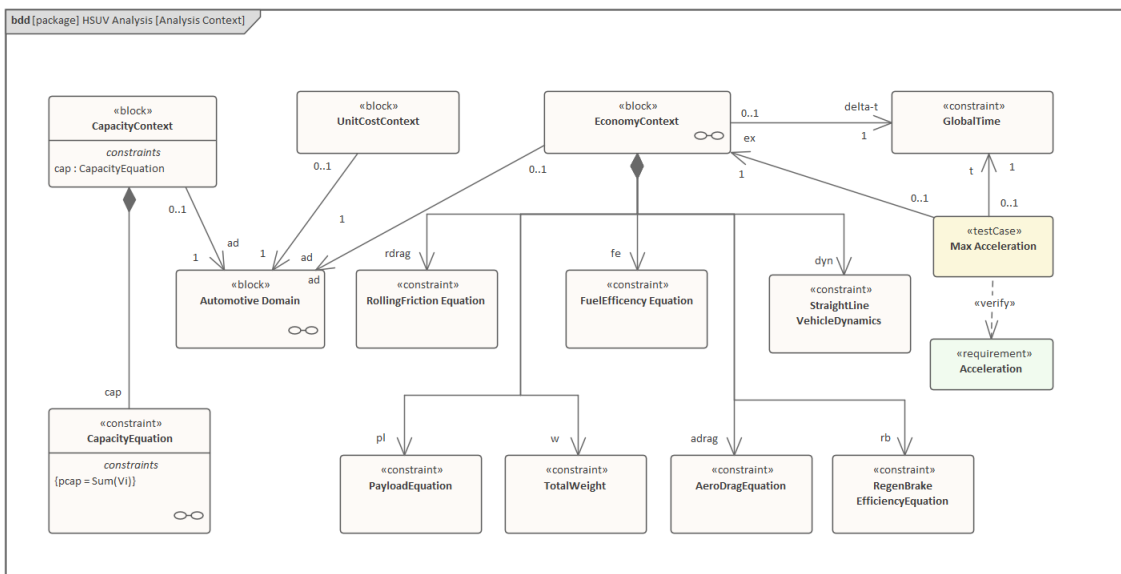 bdd [package] HSUV Analysis [Analysis Context]
«block»
CapacityContext
constraints
cap : CapacityEquation
«block»
UnitCostContext
«block»
EconomyContext
«constraint»
GlobalTime
0..1
delta-t
1
ex
1
0..1
t
1
0..1
«testCase»
Max Acceleration
«verify»
«requirement»
Acceleration
0..1
ad
1
0..1
1
1
ad
0..1
ad
«block»
Automotive Domain
rdrag
«constraint»
RollingFriction Equation
fe
«constraint»
FuelEfficency Equation
dyn
«constraint»
StraightLine
VehicleDynamics
cap
«constraint»
CapacityEquation
constraints
{pcap = Sum(Vi)}
pl
«constraint»
PayloadEquation
w
«constraint»
TotalWeight
adrag
«constraint»
AeroDragEquation
rb
«constraint»
RegenBrake
EfficiencyEquation